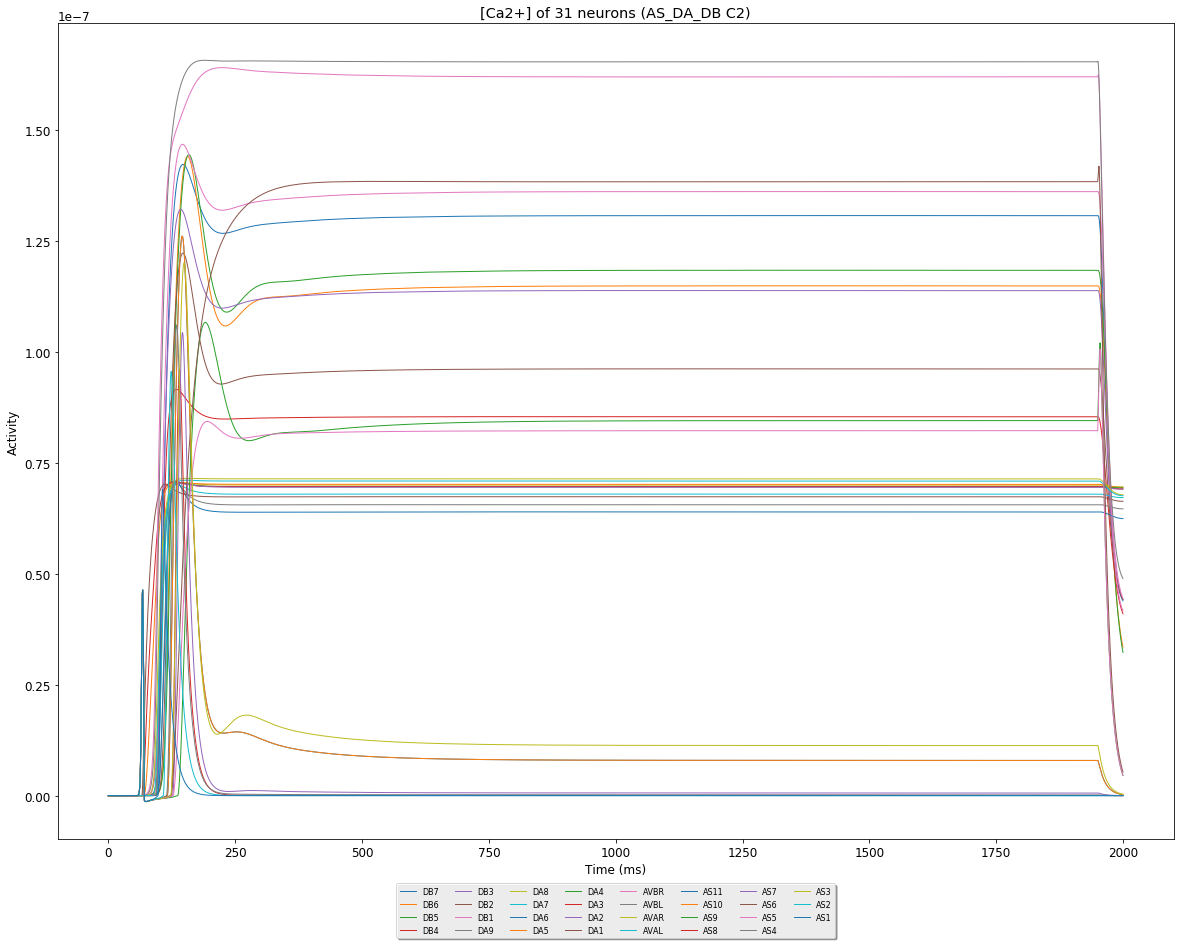 [Ca2+] of 31 neurons (AS_DA_DB C2)
1e−7
1.50
1.25
1.00
0.75
0.50
0.25
0.00
Activity
0 250 500 750 1000 1250 1500 1750 2000
Time (ms)
DB7 DB3 DA8 DA4 AVBR AS11 AS7 AS3
DB6 DB2 DA7 DA3 AVBL AS10 AS6 AS2
DB5 DB1 DA6 DA2 AVAR AS9 AS5 AS1
DB4 DA9 DA5 DA1 AVAL AS8 AS4